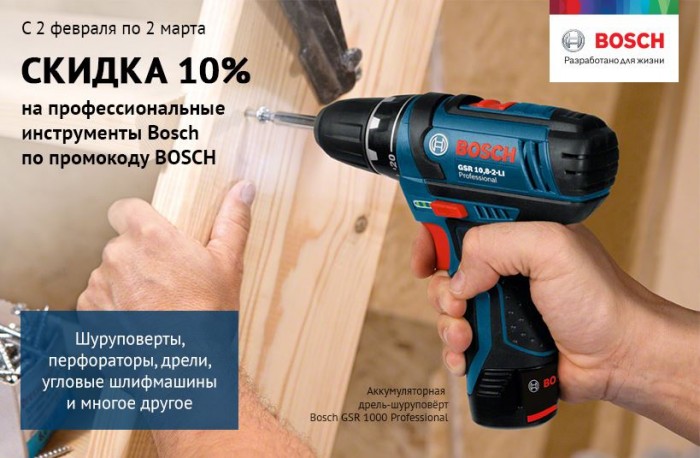 С 2 февраля по 2 марта
СКИДКА 10%
на профессиональные
инструменты Bosch
по промокоду BOSCH
BOSCH
Разработано для жизни
BOSCH
GSR 10,8-2-LI
Professional
20
Шуруповерты,
перфораторы, дрели,
угловые шлифмашины
и многое другое
Аккумуляторная
дрель-шуруповёрт
Bosch GSR 1000 Professional